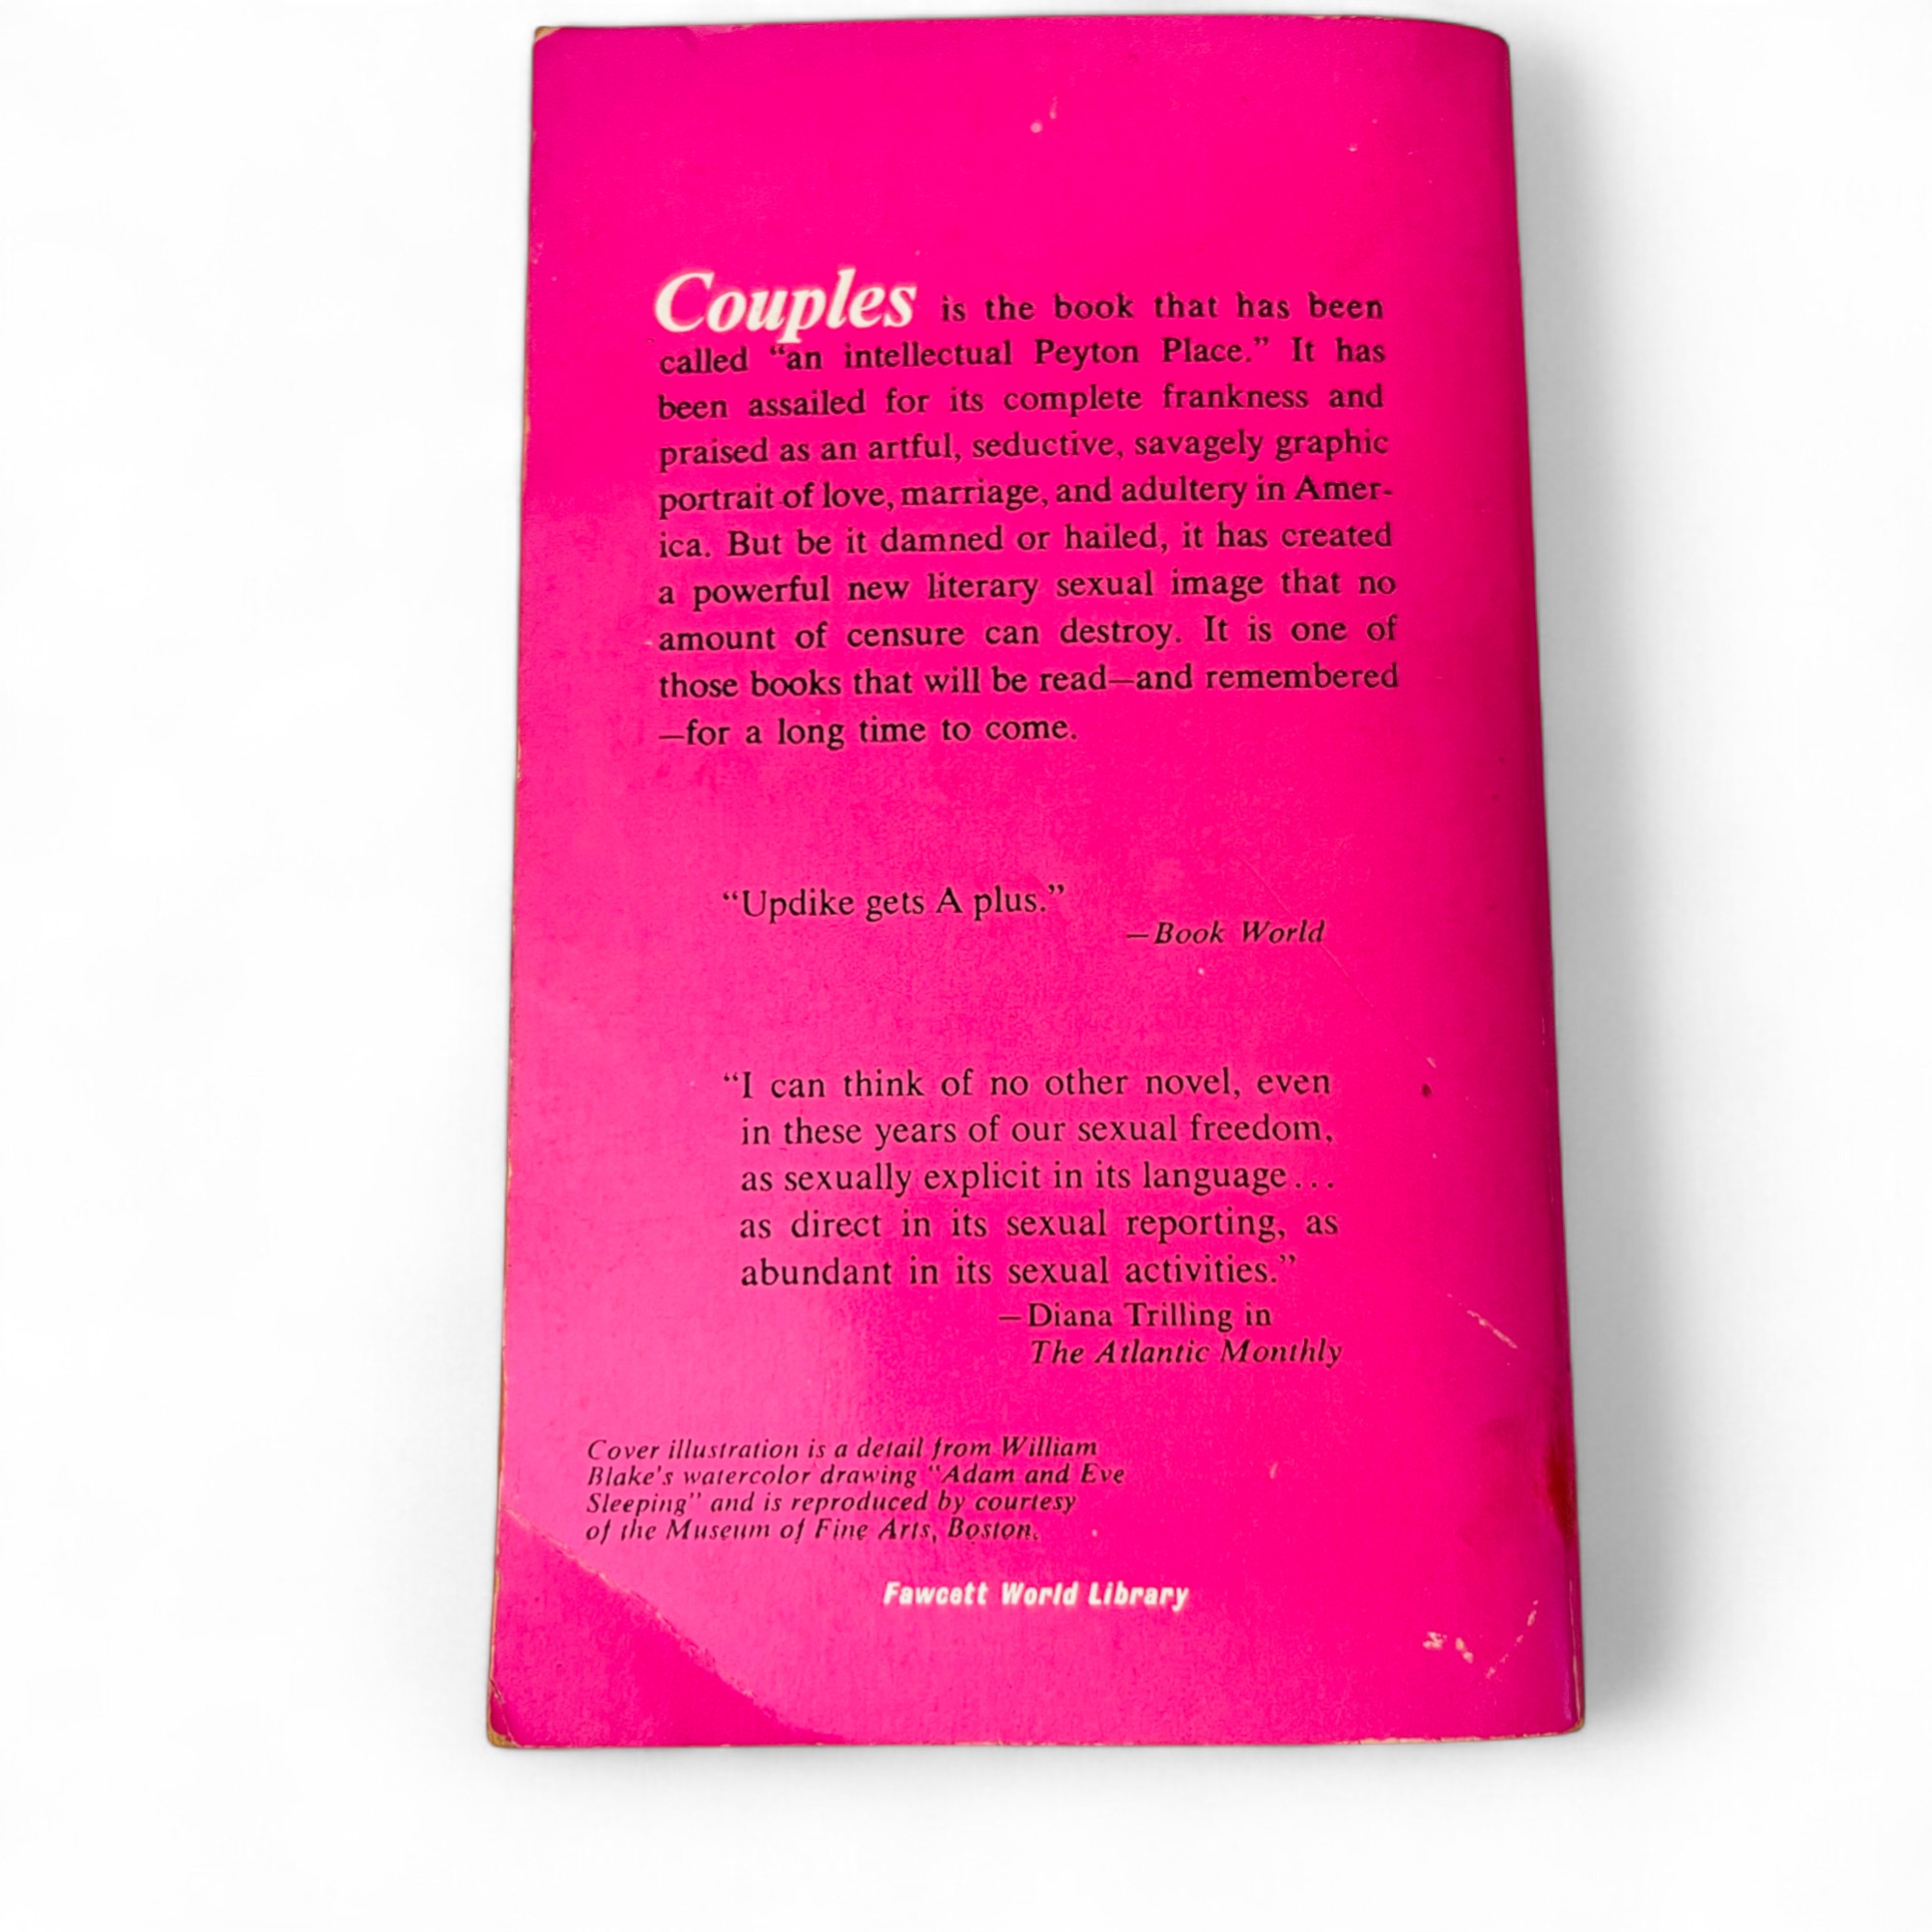 Couples is the book that has been
called “an intellectual Peyton Place.” It has
been assailed for its complete frankness and
praised as an artful, seductive, savagely graphic
portrait of love, marriage, and adultery in Amer-
ica. But be it damned or hailed, it has created
a powerful new literary sexual image that no
amount of censure can destroy. It is one of
those books that will be read—and remembered
—for a long time to come.
“Updike gets A plus.”
—Book World
“I can think of no other novel, even
in these years of our sexual freedom,
as sexually explicit in its language...
as direct in its sexual reporting, as
abundant in its sexual activities.”
—Diana Trilling in
The Atlantic Monthly
Cover illustration is a detail from William
Blake's watercolor drawing "Adam and Eve
Sleeping" and is reproduced by courtesy
of the Museum of Fine Arts, Boston.
Fawcett World Library